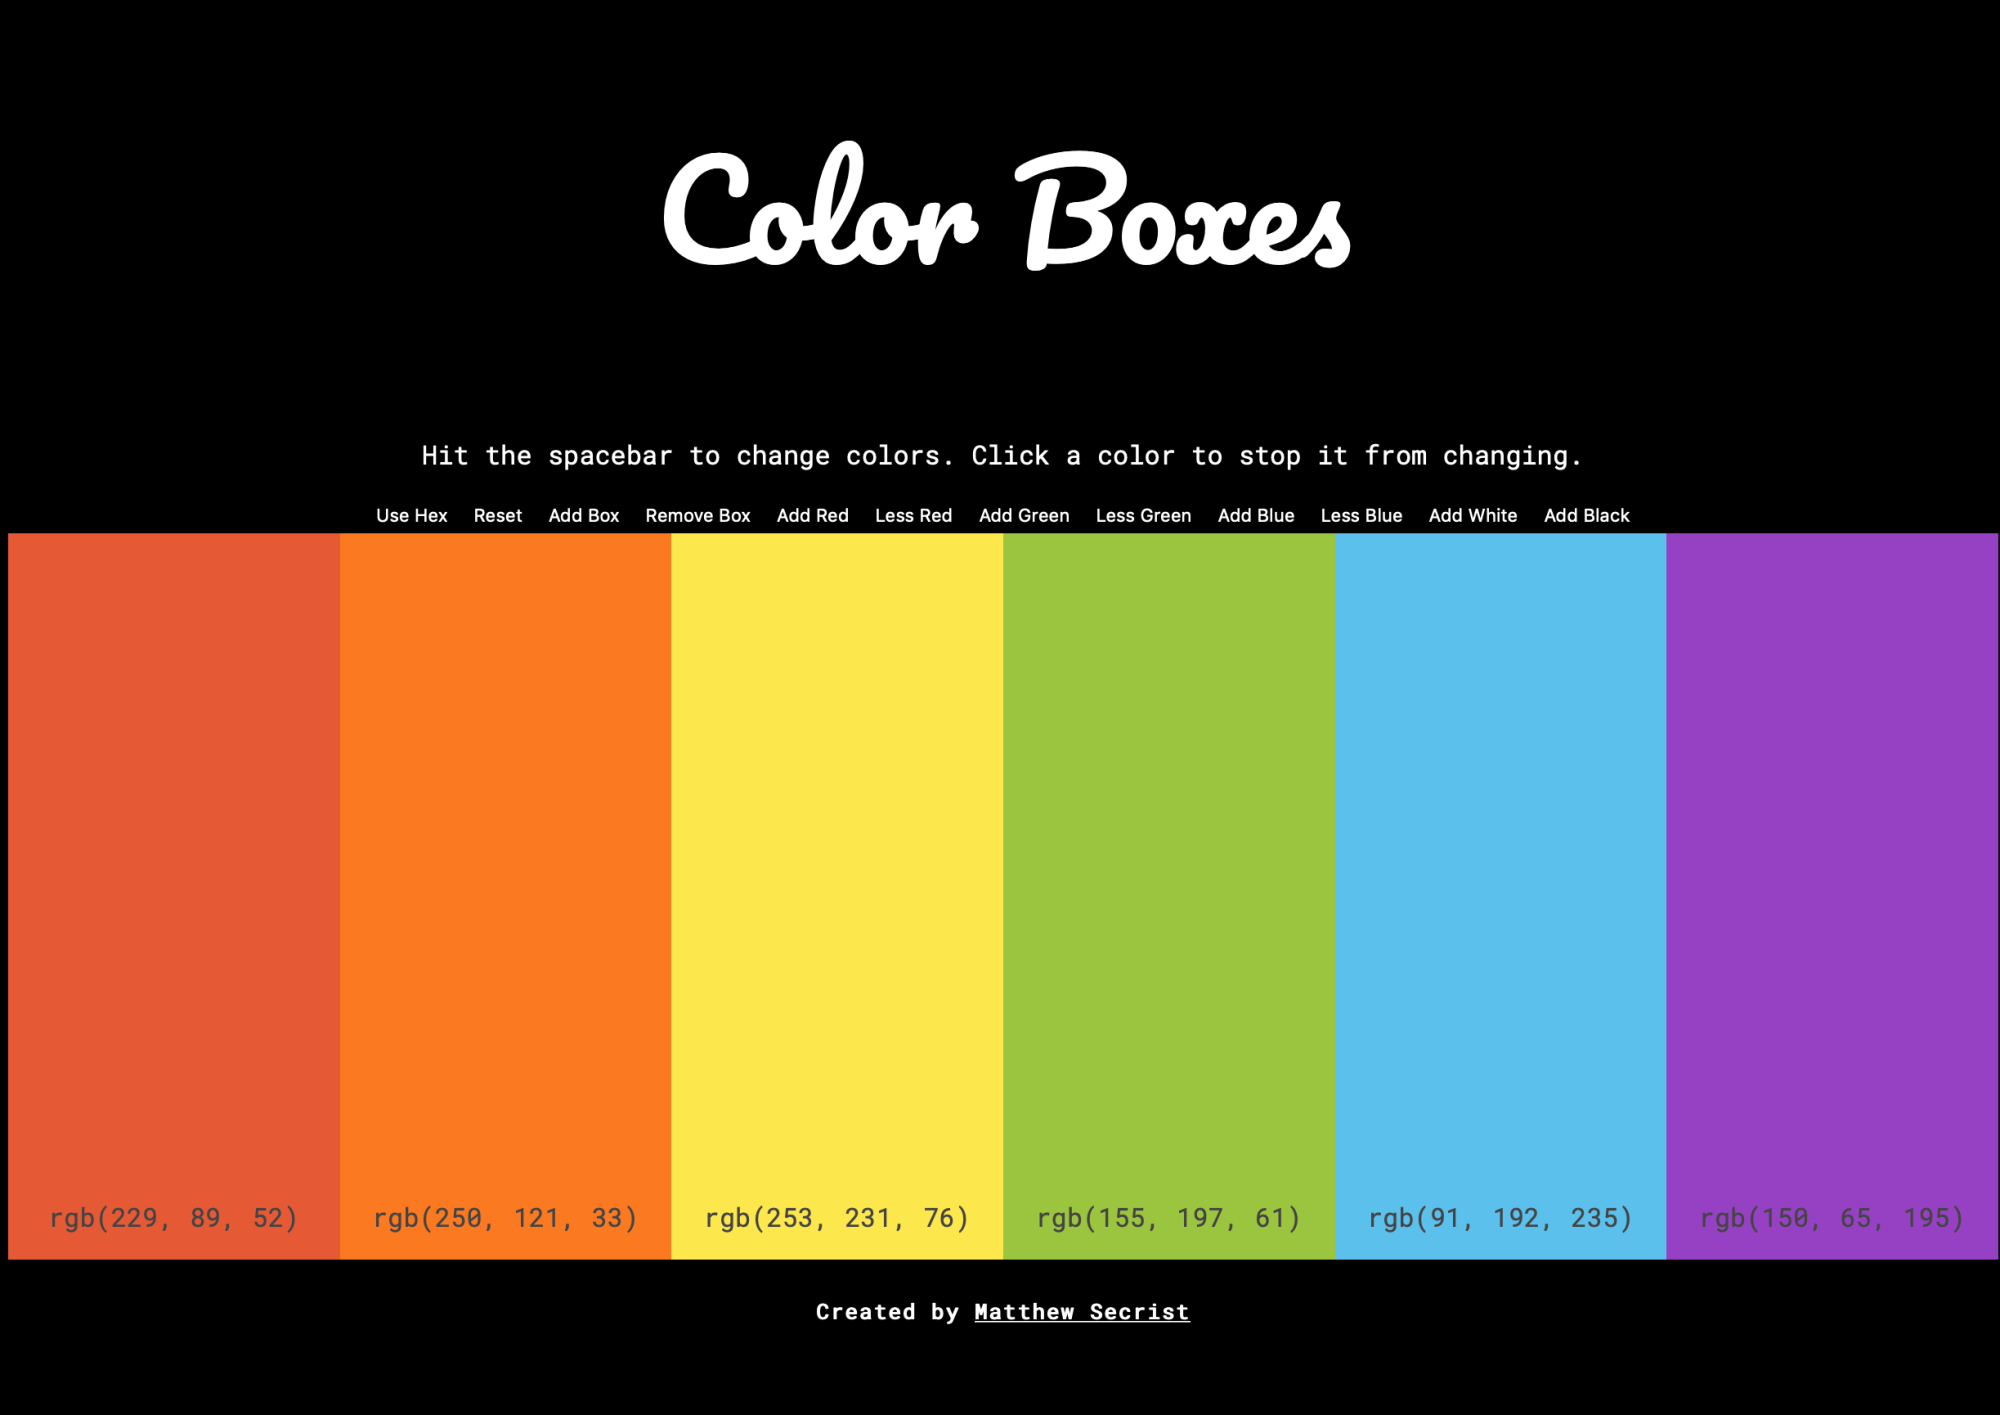 Color Boxes
Hit the spacebar to change colors. Click a color to stop it from changing.
Use Hex Reset Add Box Remove Box Add Red Less Red Add Green Less Green Add Blue Less Blue Add White Add Black
rgb(229, 89, 52) rgb(250, 121, 33) rgb(253, 231, 76) rgb(155, 197, 61) rgb(91, 192, 235) rgb(150, 65, 195)
Created by Matthew Secrist